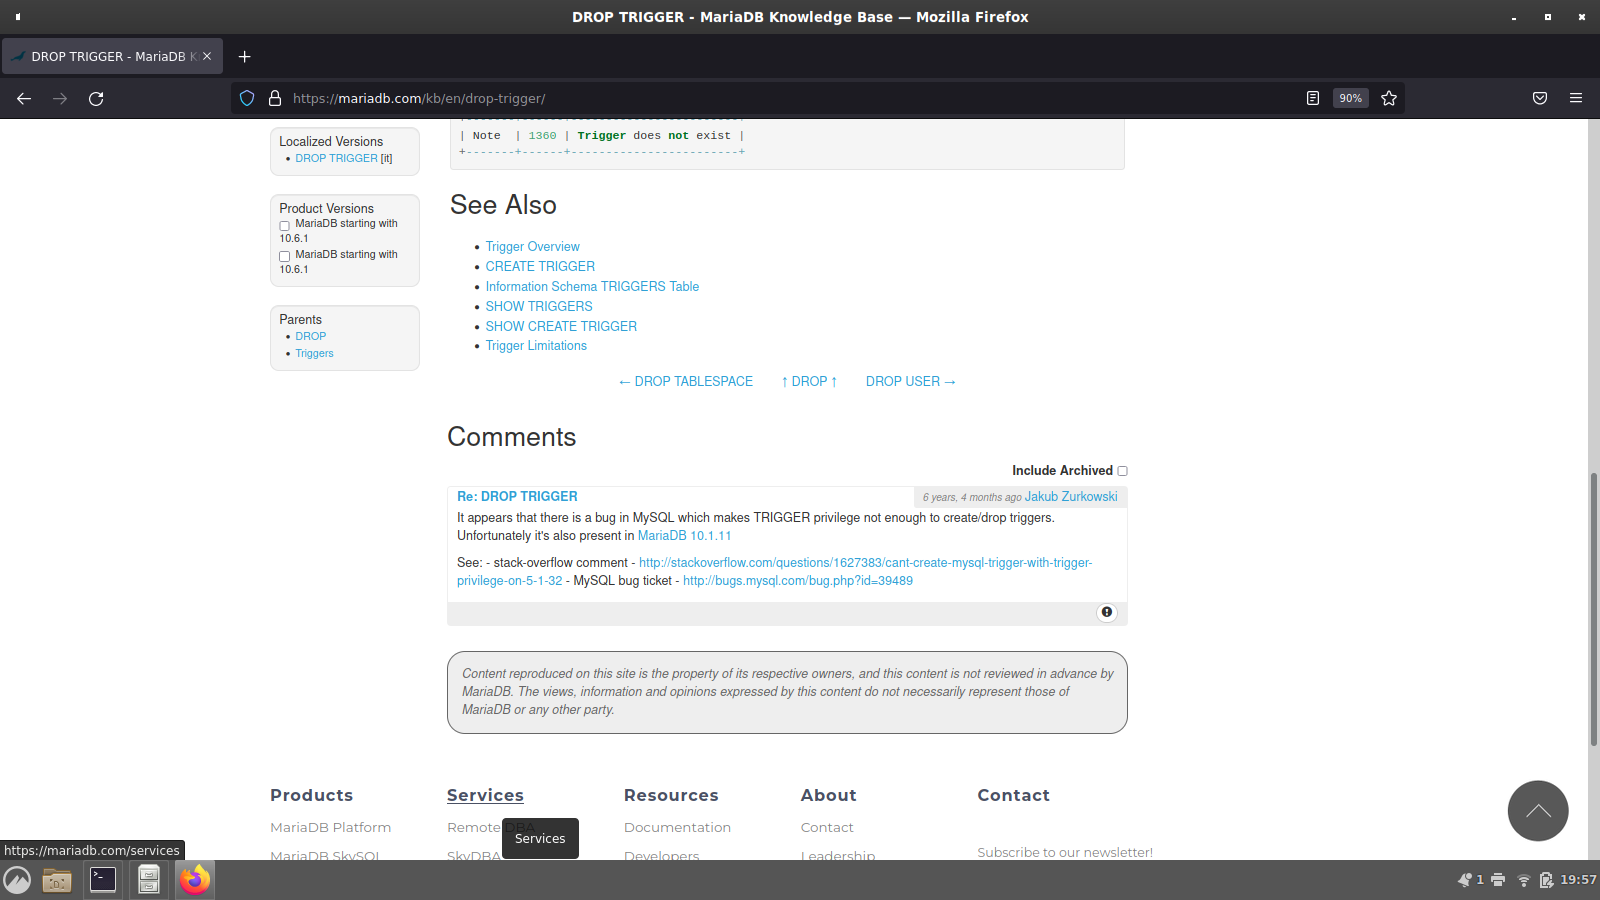 DROP TRIGGER - MariaDB Knowledge Base — Mozilla Firefox
DROP TRIGGER - MariaDB K
https://mariadb.com/kb/en/drop-trigger/
90%
Localized Versions
DROP TRIGGER [it]
Product Versions
MariaDB starting with
10.6.1
MariaDB starting with
10.6.1
Parents
DROP
Triggers
+-------+------+------------------------+
| Note  | 1360 | Trigger does not exist |
+-------+------+------------------------+
See Also
Trigger Overview
CREATE TRIGGER
Information Schema TRIGGERS Table
SHOW TRIGGERS
SHOW CREATE TRIGGER
Trigger Limitations
← DROP TABLESPACE ↑ DROP ↑ DROP USER →
Comments
Include Archived
Re: DROP TRIGGER
6 years, 4 months ago Jakub Zurkowski
It appears that there is a bug in MySQL which makes TRIGGER privilege not enough to create/drop triggers.
Unfortunately it's also present in MariaDB 10.1.11
See: - stack-overflow comment - http://stackoverflow.com/questions/1627383/cant-create-mysql-trigger-with-trigger-
privilege-on-5-1-32 - MySQL bug ticket - http://bugs.mysql.com/bug.php?id=39489
Content reproduced on this site is the property of its respective owners, and this content is not reviewed in advance by
MariaDB. The views, information and opinions expressed by this content do not necessarily represent those of
MariaDB or any other party.
Products Services Resources About Contact
MariaDB Platform Remote DBA Documentation Contact
Services
MariaDB SkySQL SkyDBA Developers Leadership Subscribe to our newsletter!
https://mariadb.com/services
1 19:57